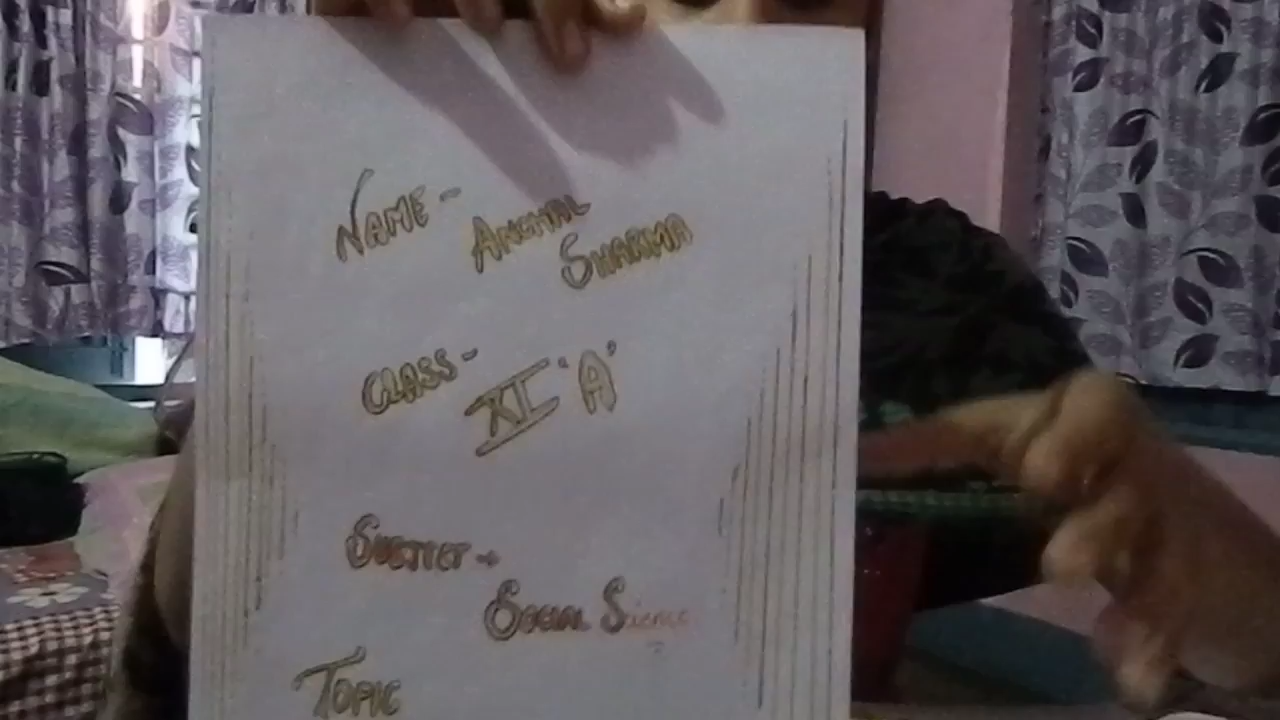 NAME - ANCHAL
SHARMA
CLASS - XI 'A'
SUBJECT →
SOCIAL Science
TOPIC